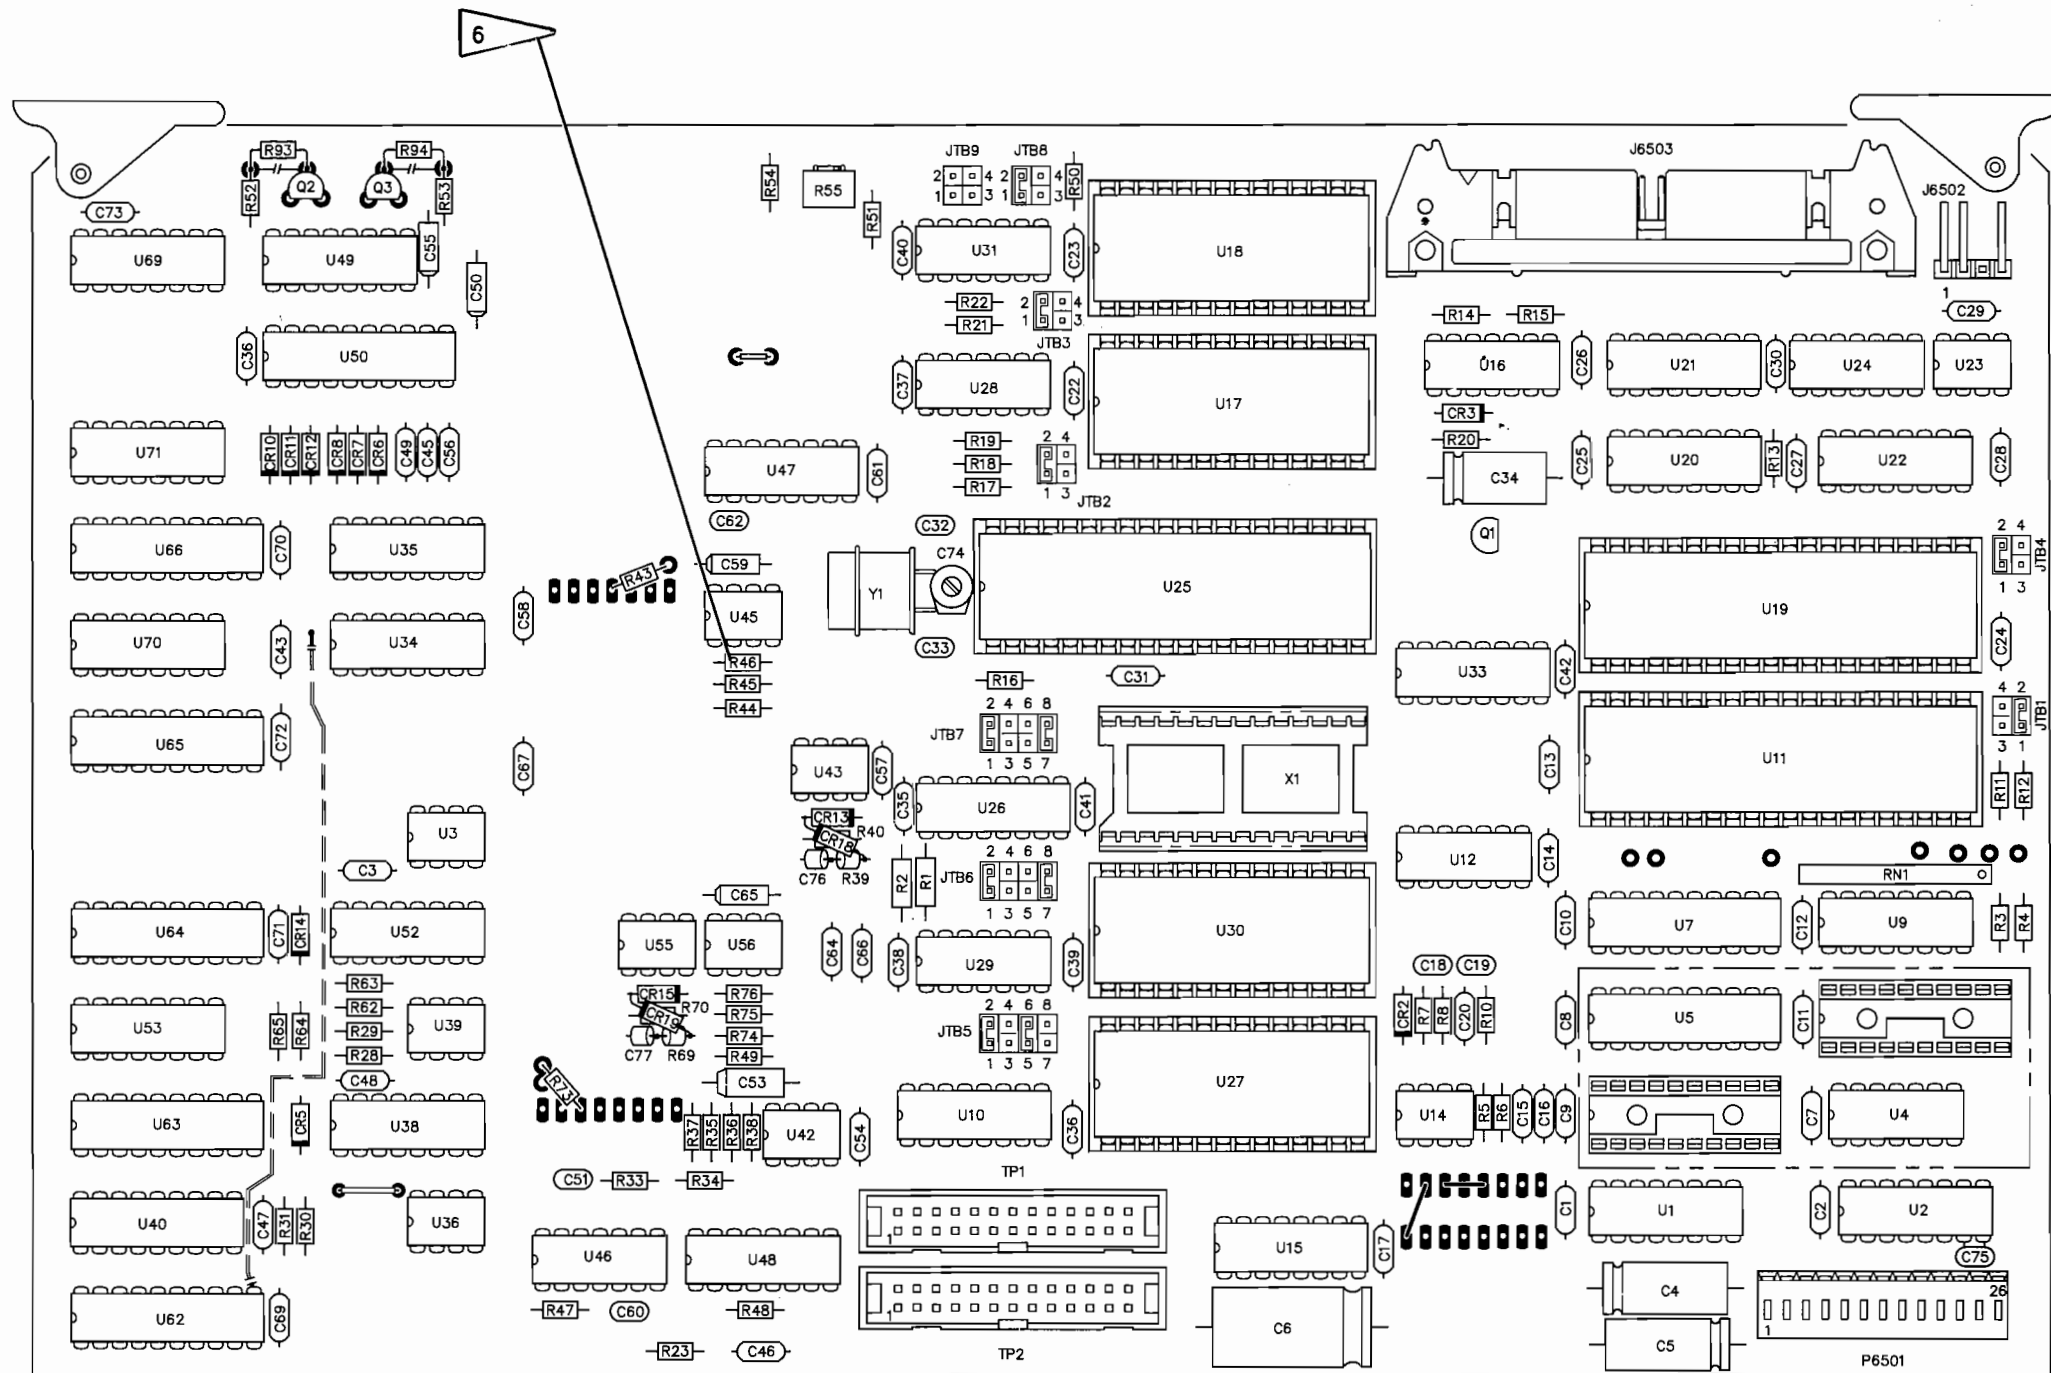 6
R93 R94 JTB9 JTB8 J6503
R52 Q2 Q3 R53 R54 R55 2 4 2 4 R50 J6502
1 3 1 3
C73 R51
U69 U49 C55 C40 U31 C23 U18
C50 1
R22 2 4 R14 R15 C29
R21 1 3
JTB3
C36 U50 C37 U28 C22 U17 U16 C26 U21 C30 U24 U23
CR3
U71 CR10 CR11 CR12 CR8 CR7 CR6 C49 C45 C56 R19 2 4 R20
U47 C61 R18 C34 C25 U20 R13 C27 U22 C28
R17 1 3
JTB2
C62 C32
U66 C70 U35 Q1 2 4
C59 C74 JTB4
R43 Y1 U25 1 3
C58 U45 U19
U70 C43 U34 C33 C24
R46 C31 U33 C42
R45 R16
R44 2 4 6 8 4 2
U65 C72 JTB7 JTB1
1 3 5 7 3 1
C67 U43 C57 X1 C13 U11
C35 U26 C41 R11 R12
CR13
U3 CR18 R40
C3 C76 R39 2 4 6 8 U12 C14
R2 R1 JTB6 RN1
C65 1 3 5 7
U64 C71 CR14 U52 U55 U56 C64 C66 C38 U29 C39 U30 C10 U7 C12 U9 R3 R4
R63 CR15 R76 C18 C19
R62 CR19 R70 R75 2 4 6 8
U53 R65 R64 R29 U39 R74 JTB5 CR2 R7 R8 C20 R10 C8 U5 C11
R28 C77 R69 R49 1 3 5 7
C48 R73 C53 U27
U63 CR5 U38 R37 R35 R36 R38 U42 C54 U10 C36 U14 R5 R6 C15 C16 C9 C7 U4
C51 R33 R34 TP1
U40 C47 R31 R30 U36 1 C1 U1 C2 U2
U46 U48 U15 C17 C75
U62 C69 R47 C60 R48 1 C6 C4 26
R23 C46 TP2 C5 1
P6501